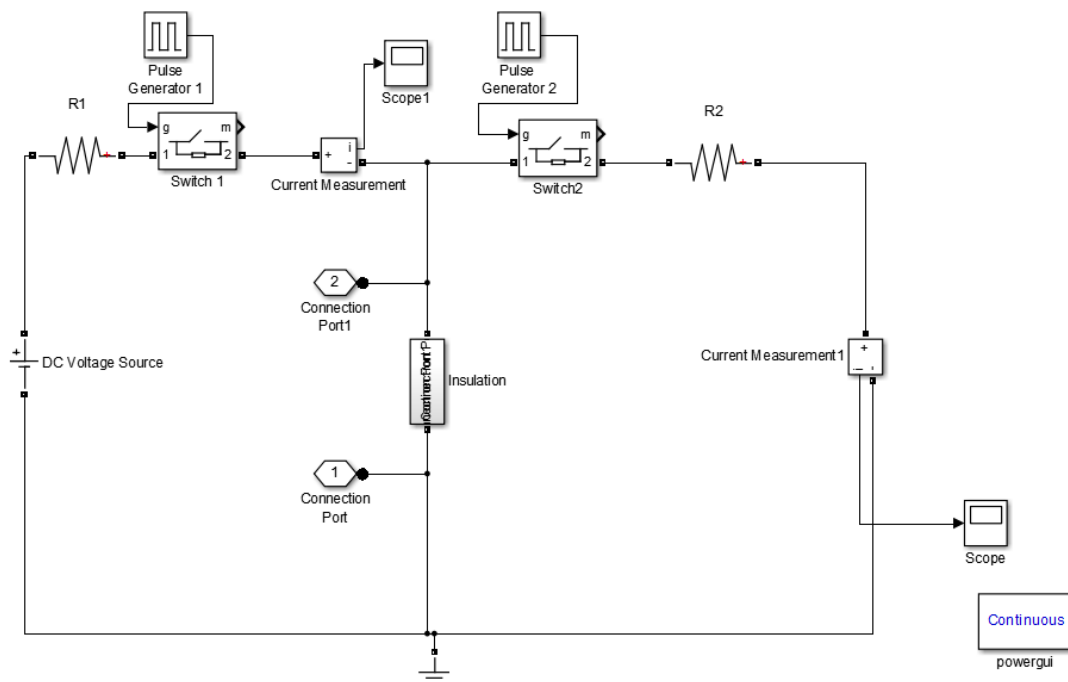 Pulse
Generator 1
Scope1
Pulse
Generator 2
R1
R2
g
m
1
2
Switch 1
+
i
-
Current Measurement
g
m
1
2
Switch2
2
Connection
Port1
+
DC Voltage Source
Insulation
Current Measurement1
+
i
-
1
Connection
Port
Scope
Continuous
powergui